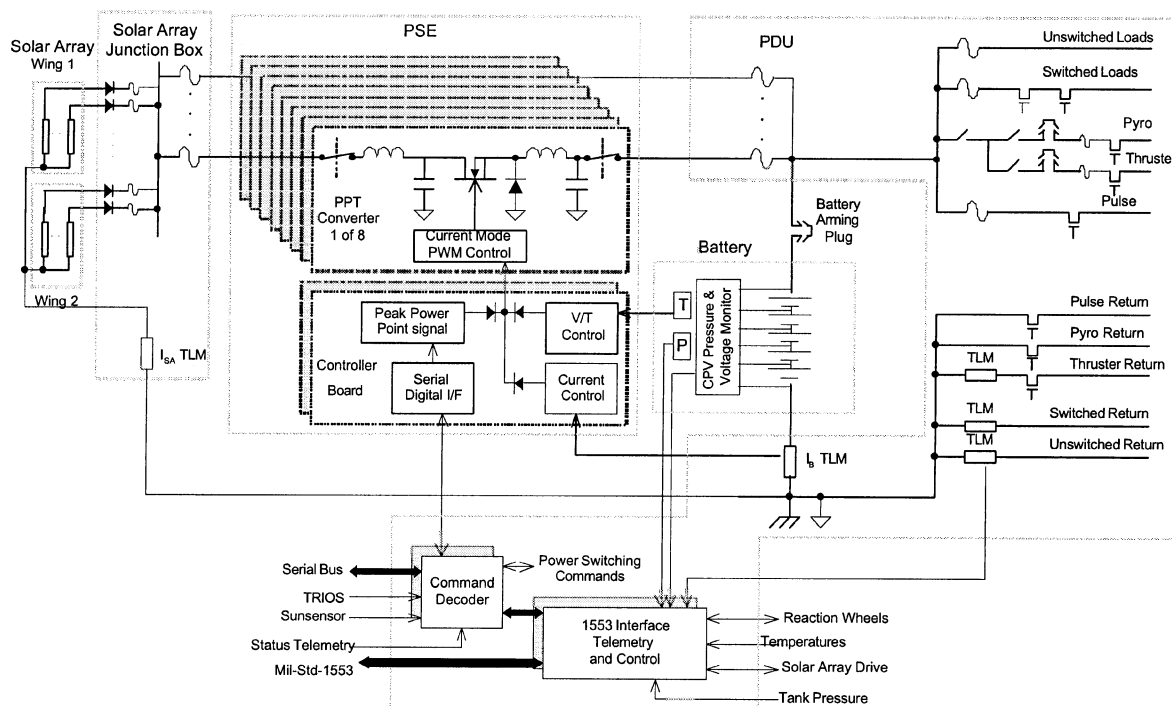 Solar Array
Wing 1
Solar Array
Junction Box
PSE
PDU
Unswitched Loads
Switched Loads
Pyro
Thruste
Pulse
PPT
Converter
1 of 8
Current Mode
PWM Control
Battery
Arming
Plug
Battery
Wing 2
I SA TLM
Peak Power
Point signal
V/T
Control
T
P
CPV Pressure &
Voltage Monitor
Controller
Board
Serial
Digital I/F
Current
Control
I B TLM
Pulse Return
Pyro Return
TLM
Thruster Return
TLM
Switched Return
TLM
Unswitched Return
Serial Bus
TRIOS
Sunsensor
Status Telemetry
Mil-Std-1553
Command
Decoder
Power Switching
Commands
1553 Interface
Telemetry
and Control
Reaction Wheels
Temperatures
Solar Array Drive
Tank Pressure